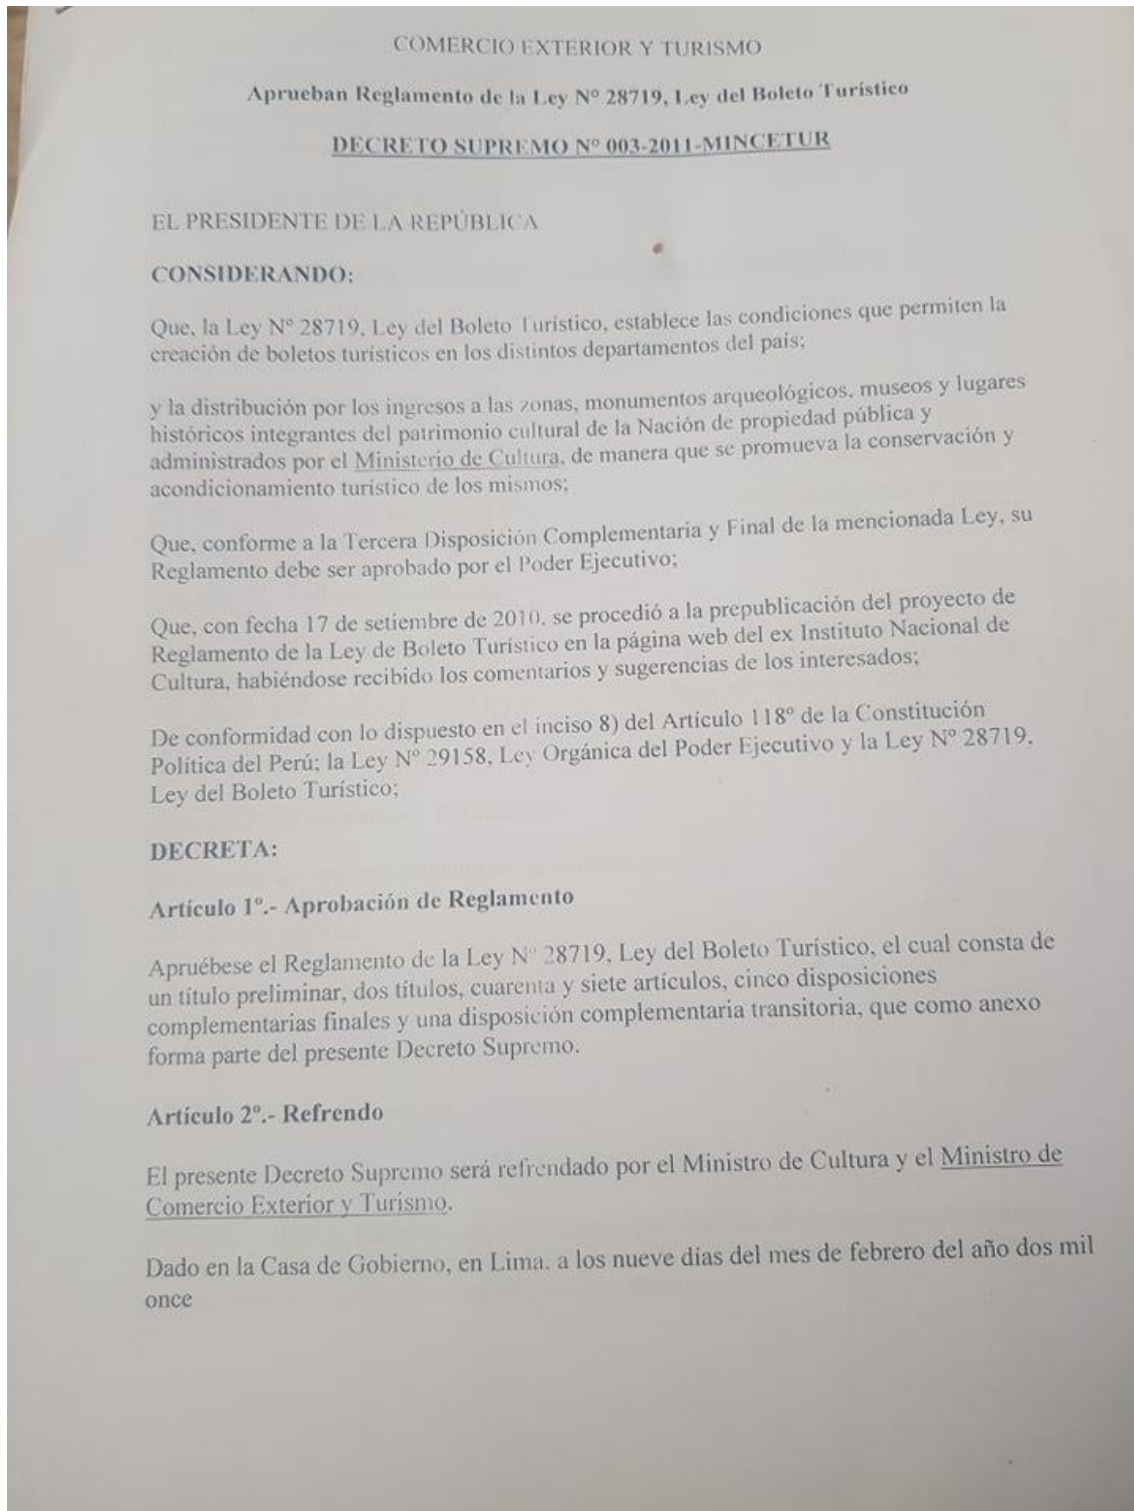 COMERCIO EXTERIOR Y TURISMO
Aprueban Reglamento de la Ley Nº 28719, Ley del Boleto Turístico
DECRETO SUPREMO Nº 003-2011-MINCETUR
EL PRESIDENTE DE LA REPÚBLICA
CONSIDERANDO:
Que, la Ley Nº 28719, Ley del Boleto Turístico, establece las condiciones que permiten la
creación de boletos turísticos en los distintos departamentos del país;
y la distribución por los ingresos a las zonas, monumentos arqueológicos, museos y lugares
históricos integrantes del patrimonio cultural de la Nación de propiedad pública y
administrados por el Ministerio de Cultura, de manera que se promueva la conservación y
acondicionamiento turístico de los mismos;
Que, conforme a la Tercera Disposición Complementaria y Final de la mencionada Ley, su
Reglamento debe ser aprobado por el Poder Ejecutivo;
Que, con fecha 17 de setiembre de 2010, se procedió a la prepublicación del proyecto de
Reglamento de la Ley de Boleto Turístico en la página web del ex Instituto Nacional de
Cultura, habiéndose recibido los comentarios y sugerencias de los interesados;
De conformidad con lo dispuesto en el inciso 8) del Artículo 118º de la Constitución
Política del Perú; la Ley Nº 29158, Ley Orgánica del Poder Ejecutivo y la Ley Nº 28719,
Ley del Boleto Turístico;
DECRETA:
Artículo 1º.- Aprobación de Reglamento
Apruébese el Reglamento de la Ley Nº 28719, Ley del Boleto Turístico, el cual consta de
un título preliminar, dos títulos, cuarenta y siete artículos, cinco disposiciones
complementarias finales y una disposición complementaria transitoria, que como anexo
forma parte del presente Decreto Supremo.
Artículo 2º.- Refrendo
El presente Decreto Supremo será refrendado por el Ministro de Cultura y el Ministro de
Comercio Exterior y Turismo.
Dado en la Casa de Gobierno, en Lima, a los nueve días del mes de febrero del año dos mil
once